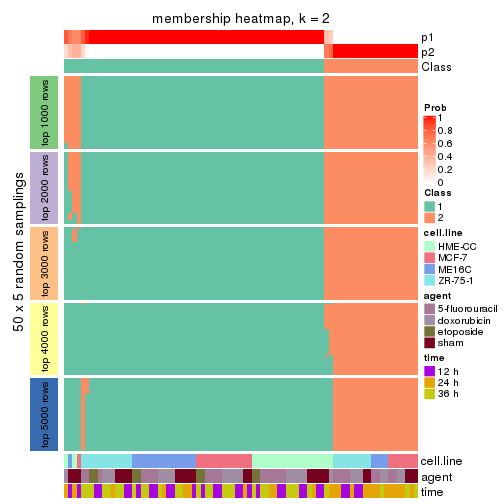 membership heatmap, k = 2
p1
p2
Class
50 x 5 random samplings
top 1000 rows
top 2000 rows
top 3000 rows
top 4000 rows
top 5000 rows
cell.line
agent
time
Prob
1
0.8
0.6
0.4
0.2
0
Class
1
2
cell.line
HME-CC
MCF-7
ME16C
ZR-75-1
agent
5-fluorouracil
doxorubicin
etoposide
sham
time
12 h
24 h
36 h